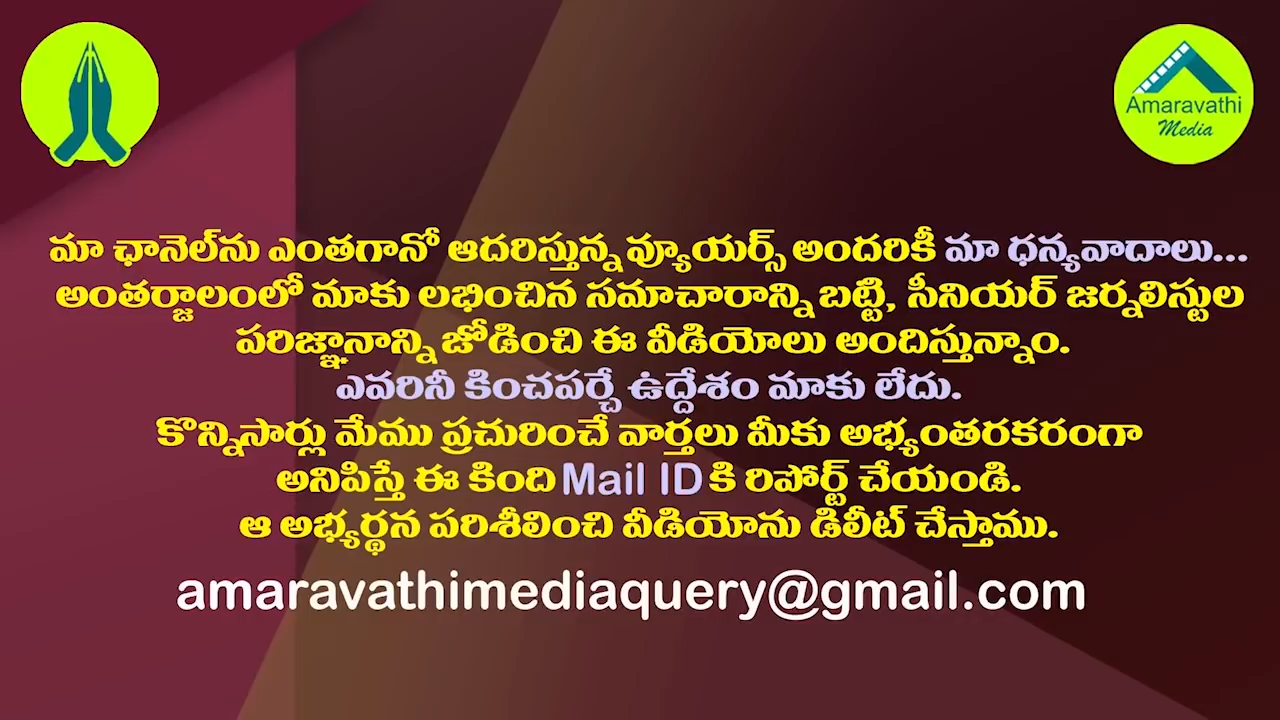 Amaravathi
Media
మా ఛానెల్‌ను ఎంతగానో ఆదరిస్తున్న వ్యూయర్స్ అందరికీ మా ధన్యవాదాలు...
అంతర్జాలంలో మాకు లభించిన సమాచారాన్ని బట్టి, సీనియర్ జర్నలిస్టుల
పరిజ్ఞానాన్ని జోడించి ఈ వీడియోలు అందిస్తున్నాం.
ఎవరినీ కించపర్చే ఉద్దేశం మాకు లేదు.
కొన్నిసార్లు మేము ప్రచురించే వార్తలు మీకు అభ్యంతరకరంగా
అనిపిస్తే ఈ కింది Mail ID కి రిపోర్ట్ చేయండి.
ఆ అభ్యర్థన పరిశీలించి వీడియోను డిలీట్ చేస్తాము.
amaravathimediaquery@gmail.com